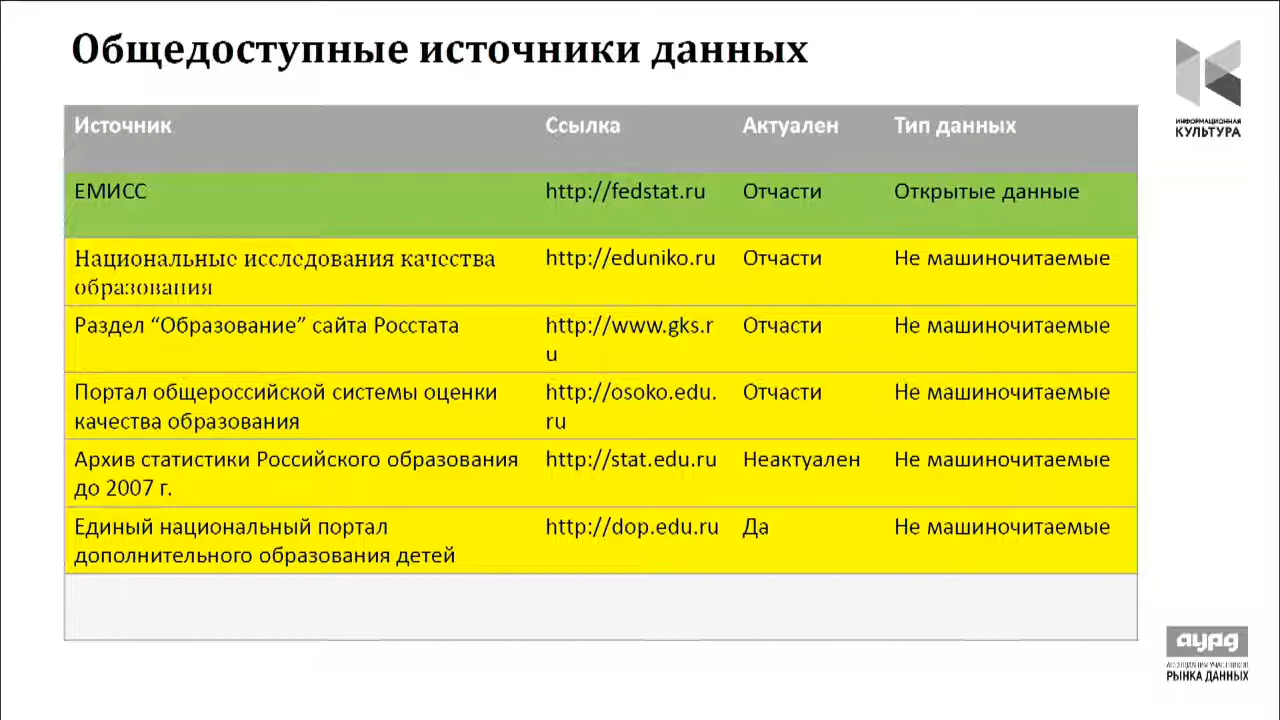 Общедоступные источники данных
ИНФОРМАЦИОННАЯ
КУЛЬТУРА
Источник Ссылка Актуален Тип данных
ЕМИСС http://fedstat.ru Отчасти Открытые данные
Национальные исследования качества http://eduniko.ru Отчасти Не машиночитаемые
образования
Раздел “Образование” сайта Росстата http://www.gks.r Отчасти Не машиночитаемые
u
Портал общероссийской системы оценки http://osoko.edu. Отчасти Не машиночитаемые
качества образования ru
Архив статистики Российского образования http://stat.edu.ru Неактуален Не машиночитаемые
до 2007 г.
Единый национальный портал http://dop.edu.ru Да Не машиночитаемые
дополнительного образования детей
аурд
АССОЦИАЦИЯ УЧАСТНИКОВ
РЫНКА ДАННЫХ